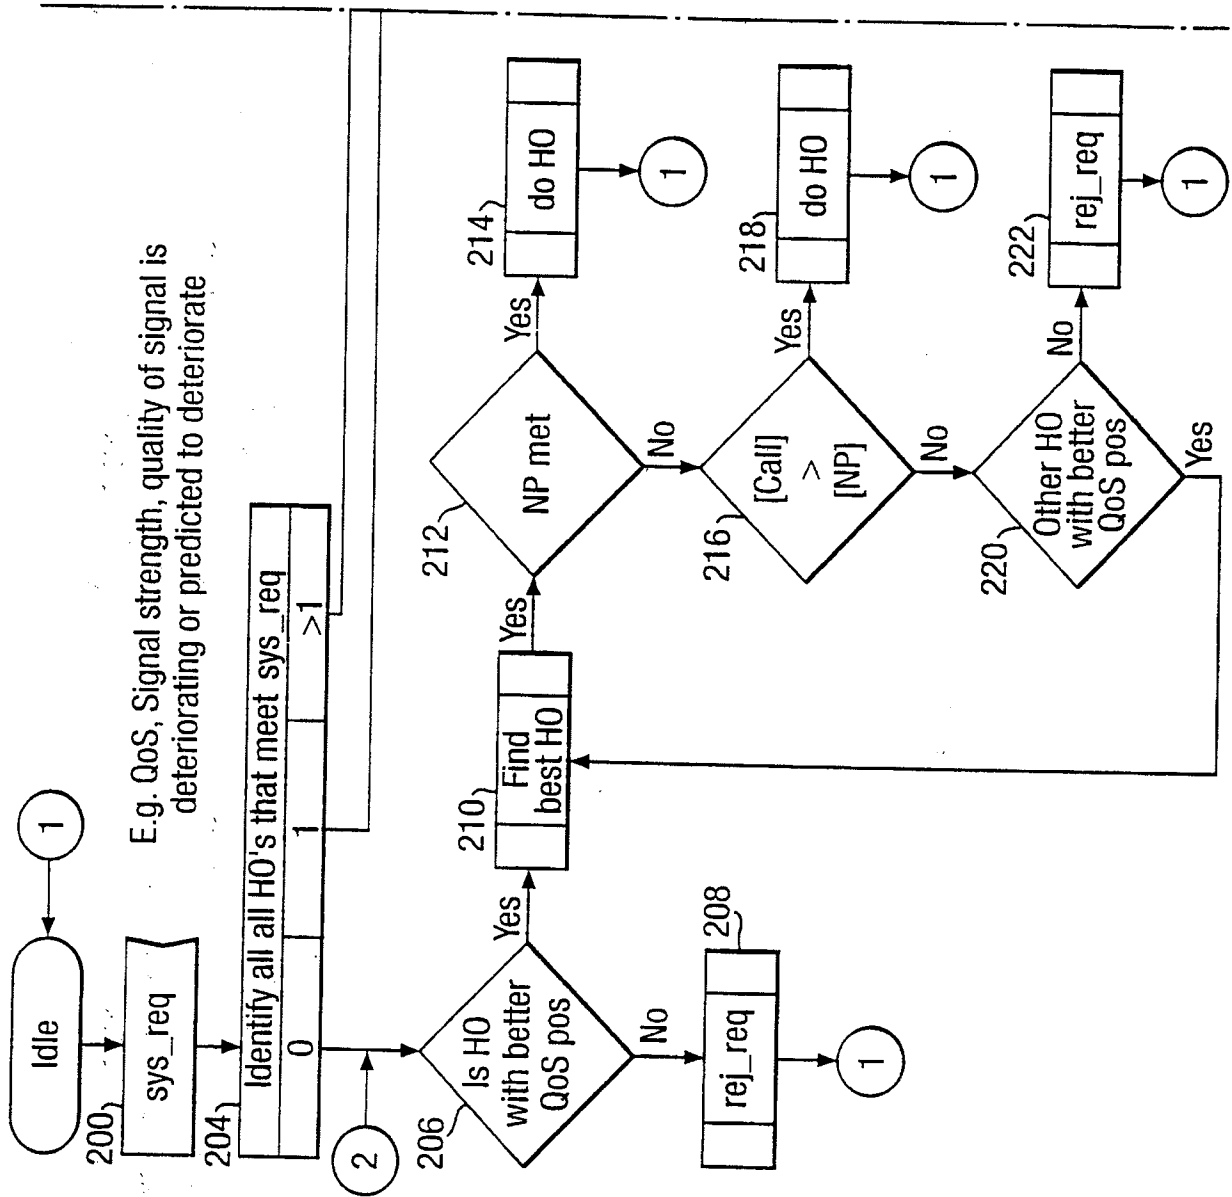 1
Idle
200
sys_req
E.g. QoS, Signal strength, quality of signal is
deteriorating or predicted to deteriorate
204
Identify all all HO's that meet sys_req
0
1
>1
2
206
Is HO
with better
QoS pos
Yes
No
208
rej_req
1
210
Find
best HO
Yes
212
NP met
Yes
No
214
do HO
1
216
[Call]
>
[NP]
Yes
No
218
do HO
1
220
Other HO
with better
QoS pos
No
Yes
222
rej_req
1